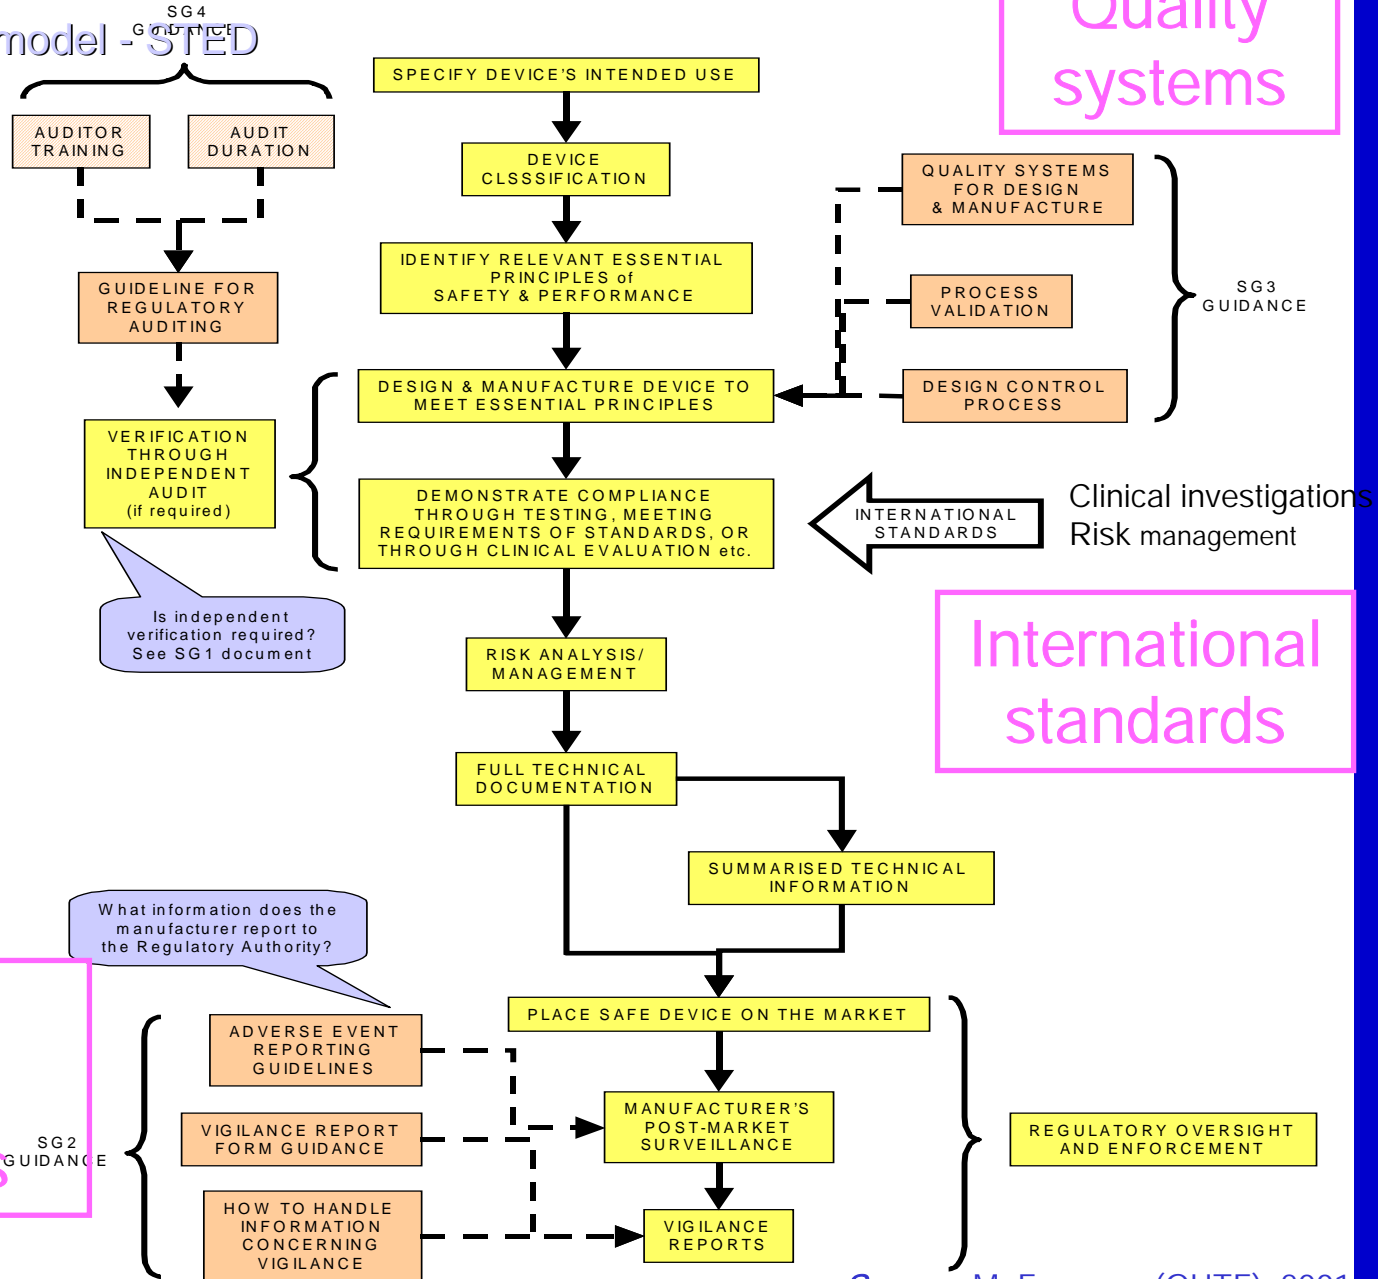 SG4
GUIDANCE
model - STED
Quality
systems
SPECIFY DEVICE'S INTENDED USE
AUDITOR
TRAINING
AUDIT
DURATION
DEVICE
CLSSSIFICATION
QUALITY SYSTEMS
FOR DESIGN
& MANUFACTURE
IDENTIFY RELEVANT ESSENTIAL
PRINCIPLES of
SAFETY & PERFORMANCE
GUIDELINE FOR
REGULATORY
AUDITING
PROCESS
VALIDATION
SG3
GUIDANCE
DESIGN & MANUFACTURE DEVICE TO
MEET ESSENTIAL PRINCIPLES
DESIGN CONTROL
PROCESS
VERIFICATION
THROUGH
INDEPENDENT
AUDIT
(if required)
DEMONSTRATE COMPLIANCE
THROUGH TESTING, MEETING
REQUIREMENTS OF STANDARDS, OR
THROUGH CLINICAL EVALUATION etc.
INTERNATIONAL
STANDARDS
Clinical investigations
Risk management
Is independent
verification required?
See SG1 document
International
standards
RISK ANALYSIS/
MANAGEMENT
FULL TECHNICAL
DOCUMENTATION
SUMMARISED TECHNICAL
INFORMATION
What information does the
manufacturer report to
the Regulatory Authority?
PLACE SAFE DEVICE ON THE MARKET
ADVERSE EVENT
REPORTING
GUIDELINES
MANUFACTURER'S
POST-MARKET
SURVEILLANCE
VIGILANCE REPORT
FORM GUIDANCE
SG2
GUIDANCE
s
REGULATORY OVERSIGHT
AND ENFORCEMENT
HOW TO HANDLE
INFORMATION
CONCERNING
VIGILANCE
VIGILANCE
REPORTS